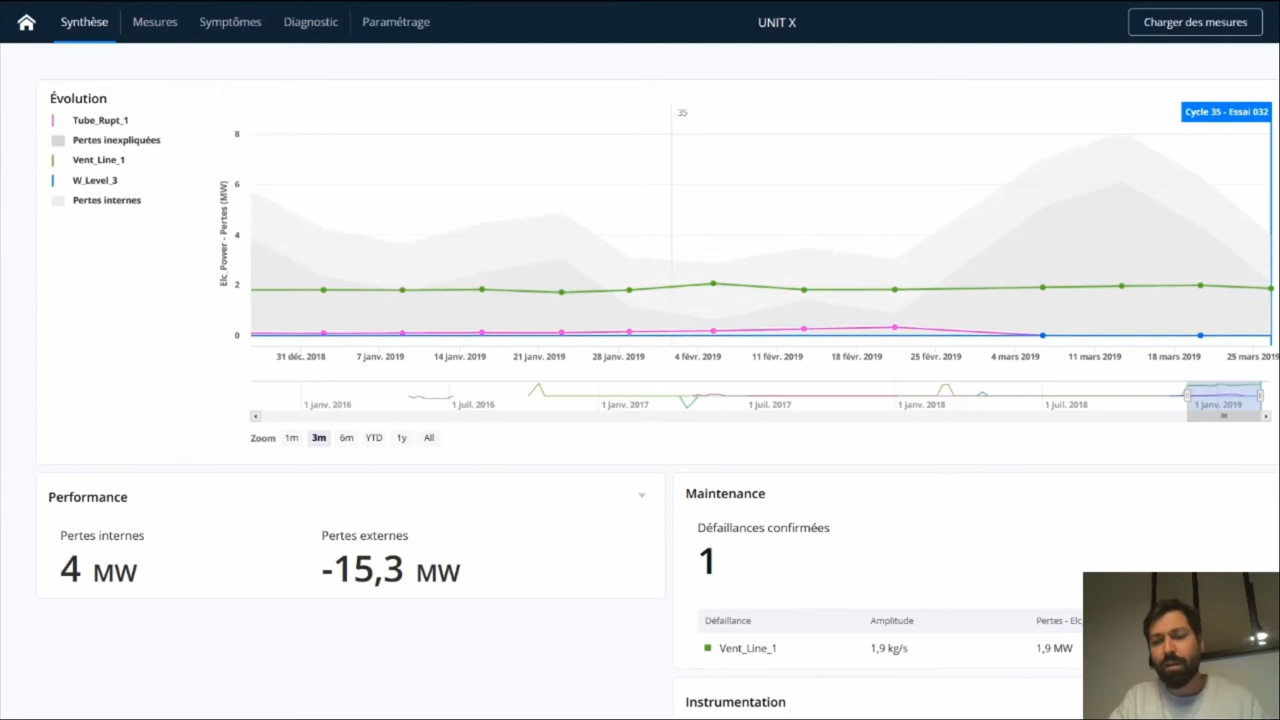 Synthèse Mesures Symptômes Diagnostic Paramétrage UNIT X Charger des mesures
Évolution
Tube_Rupt_1
Pertes inexpliquées
Vent_Line_1
W_Level_3
Pertes internes
35
Cycle 35 - Essai 032
Elc_Power - Pertes (MW)
8
6
4
2
0
31 déc. 2018 7 janv. 2019 14 janv. 2019 21 janv. 2019 28 janv. 2019 4 févr. 2019 11 févr. 2019 18 févr. 2019 25 févr. 2019 4 mars 2019 11 mars 2019 18 mars 2019 25 mars 2019
1 janv. 2016 1 juil. 2016 1 janv. 2017 1 juil. 2017 1 janv. 2018 1 juil. 2018 1 janv. 2019
Zoom 1m 3m 6m YTD 1y All
Performance
Pertes internes Pertes externes
4 MW -15,3 MW
Maintenance
Défaillances confirmées
1
Défaillance Amplitude Pertes - Elc
Vent_Line_1 1,9 kg/s 1,9 MW
Instrumentation